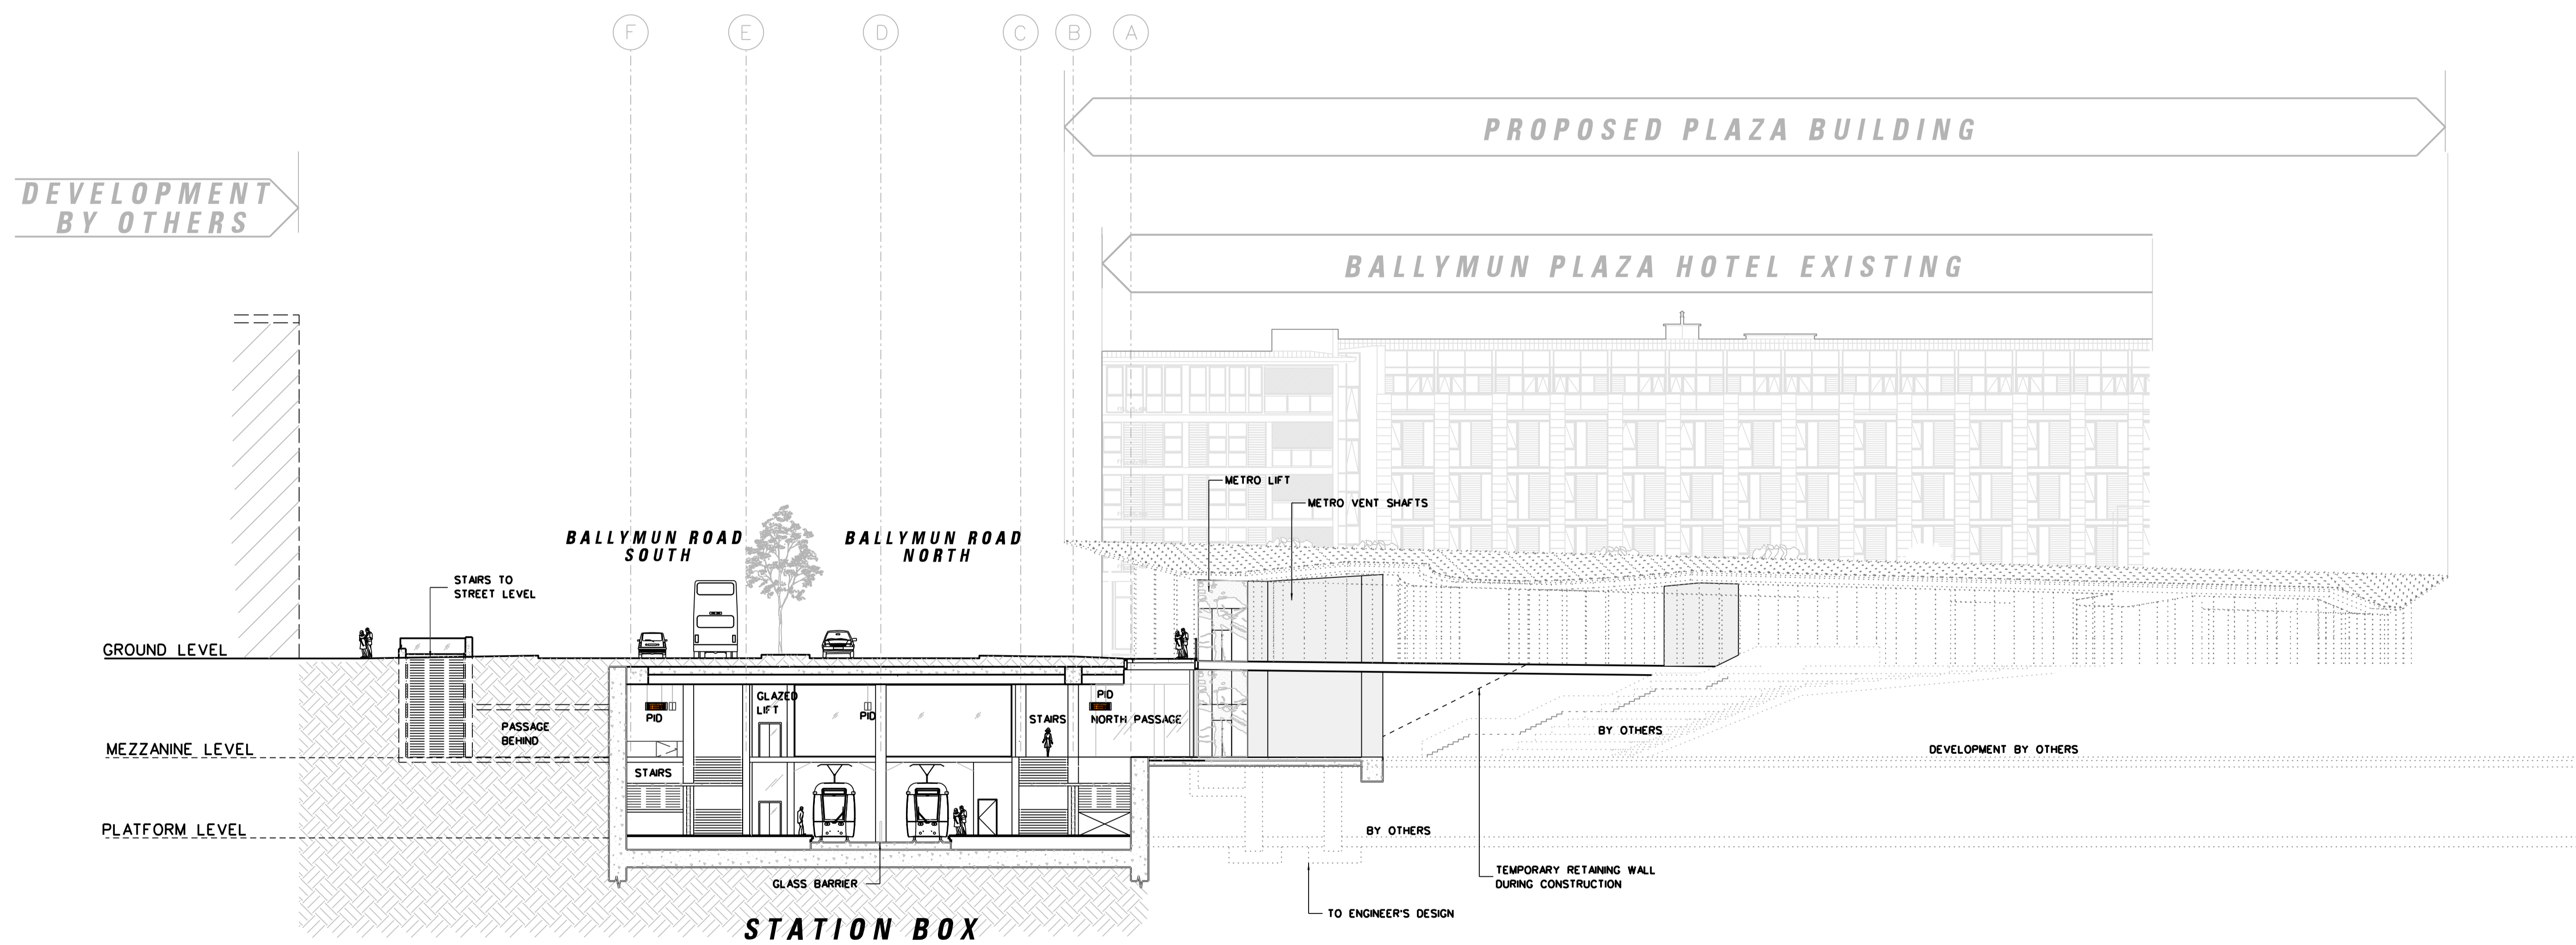 F E D C B A
PROPOSED PLAZA BUILDING
DEVELOPMENT
BY OTHERS
BALLYMUN PLAZA HOTEL EXISTING
METRO LIFT
METRO VENT SHAFTS
BALLYMUN ROAD
SOUTH
BALLYMUN ROAD
NORTH
STAIRS TO
STREET LEVEL
GROUND LEVEL
GLAZED
LIFT
PID
PID
PID
STAIRS
NORTH PASSAGE
PASSAGE
BEHIND
BY OTHERS
MEZZANINE LEVEL
DEVELOPMENT BY OTHERS
STAIRS
PLATFORM LEVEL
BY OTHERS
GLASS BARRIER
TEMPORARY RETAINING WALL
DURING CONSTRUCTION
TO ENGINEER'S DESIGN
STATION BOX